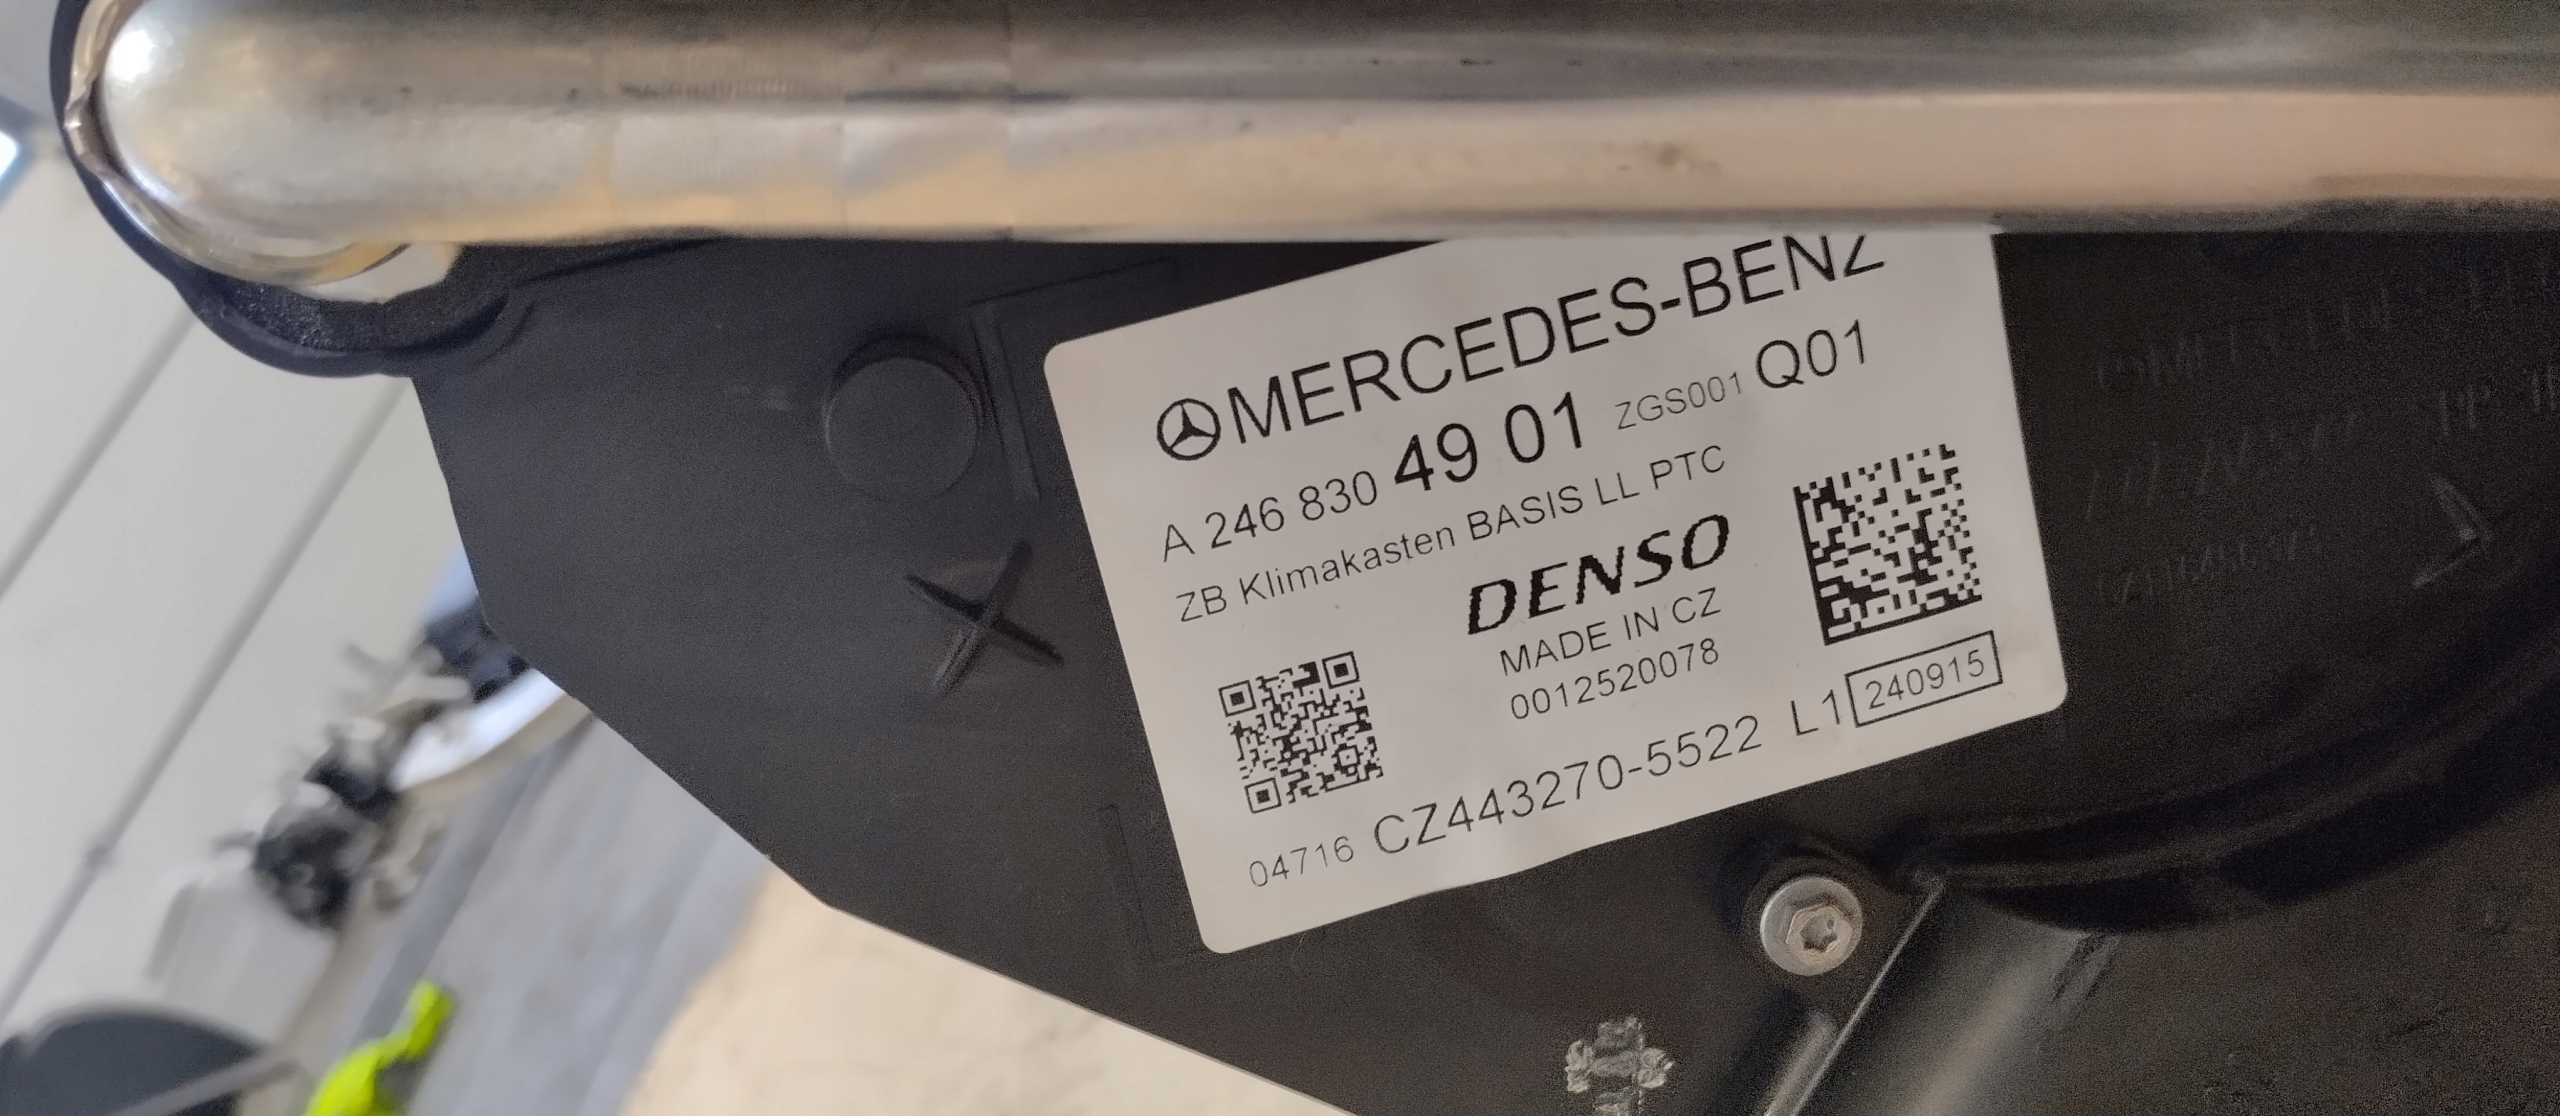 MERCEDES-BENZ
A 246 830 49 01 ZGS001 Q01
ZB Klimakasten BASIS LL PTC
DENSO
MADE IN CZ
0012520078
04716 CZ443270-5522 L1 240915